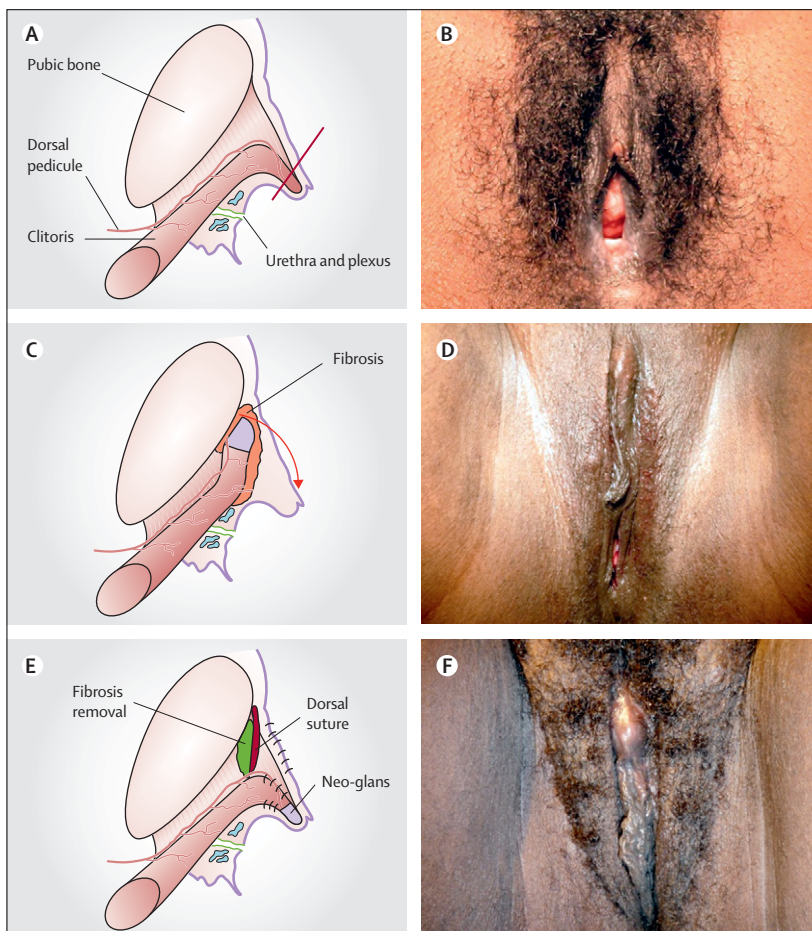 A
Pubic bone
Dorsal
pedicule
Clitoris
Urethra and plexus
B
C
Fibrosis
D
E
Fibrosis
removal
Dorsal
suture
Neo-glans
F